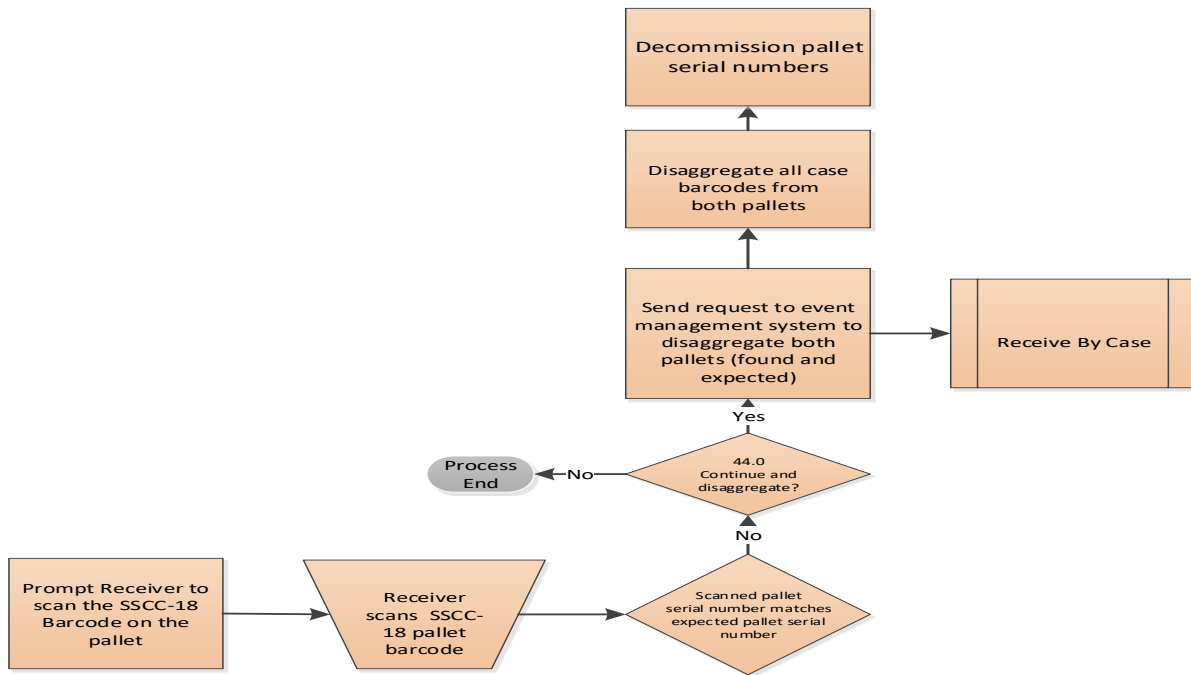 Decommission pallet
serial numbers
Disaggregate all case
barcodes from
both pallets
Send request to event
management system to
disaggregate both
pallets (found and
expected)
Receive By Case
Yes
44.0
Continue and
disaggregate?
No
Process
End
No
Prompt Receiver to
scan the SSCC-18
Barcode on the
pallet
Receiver
scans SSCC-
18 pallet
barcode
Scanned pallet
serial number matches
expected pallet serial
number